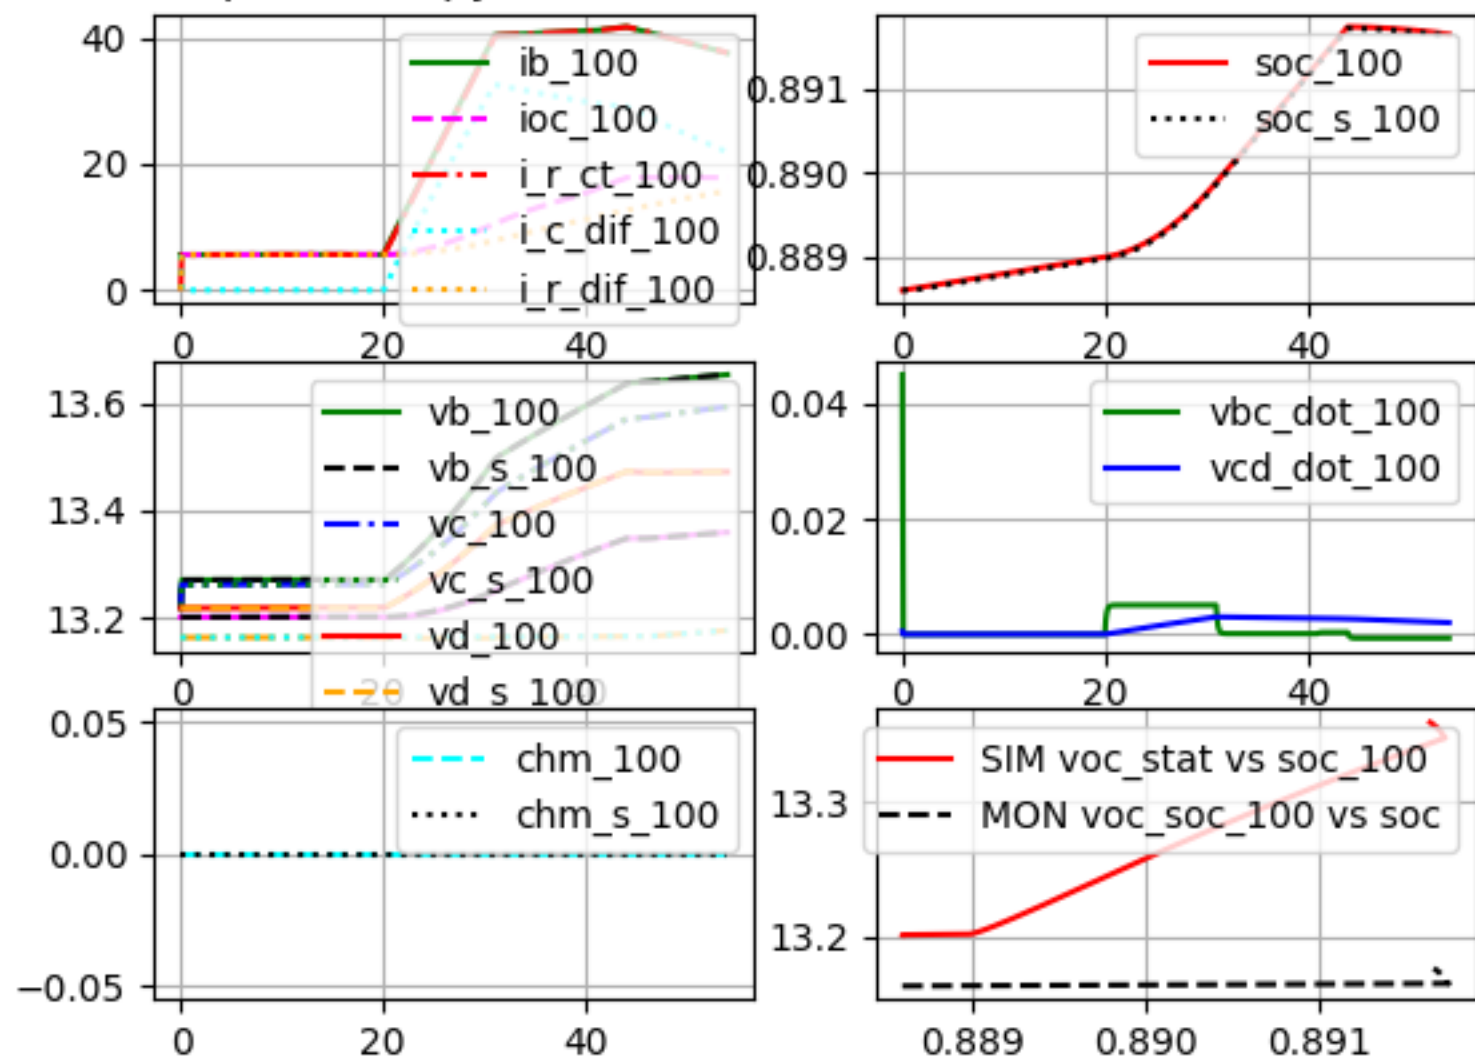 40
20
0
ib_100
ioc_100
i_r_ct_100
i_c_dif_100
i_r_dif_100
0 20 40
0.891
0.890
0.889
soc_100
soc_s_100
0 20 40
13.6
13.4
13.2
vb_100
vb_s_100
vc_100
vc_s_100
vd_100
vd_s_100
0 20
0.04
0.02
0.00
vbc_dot_100
vcd_dot_100
0 20 40
0.05
0.00
−0.05
chm_100
chm_s_100
0 20 40
13.3
13.2
SIM voc_stat vs soc_100
MON voc_soc_100 vs soc
0.889 0.890 0.891